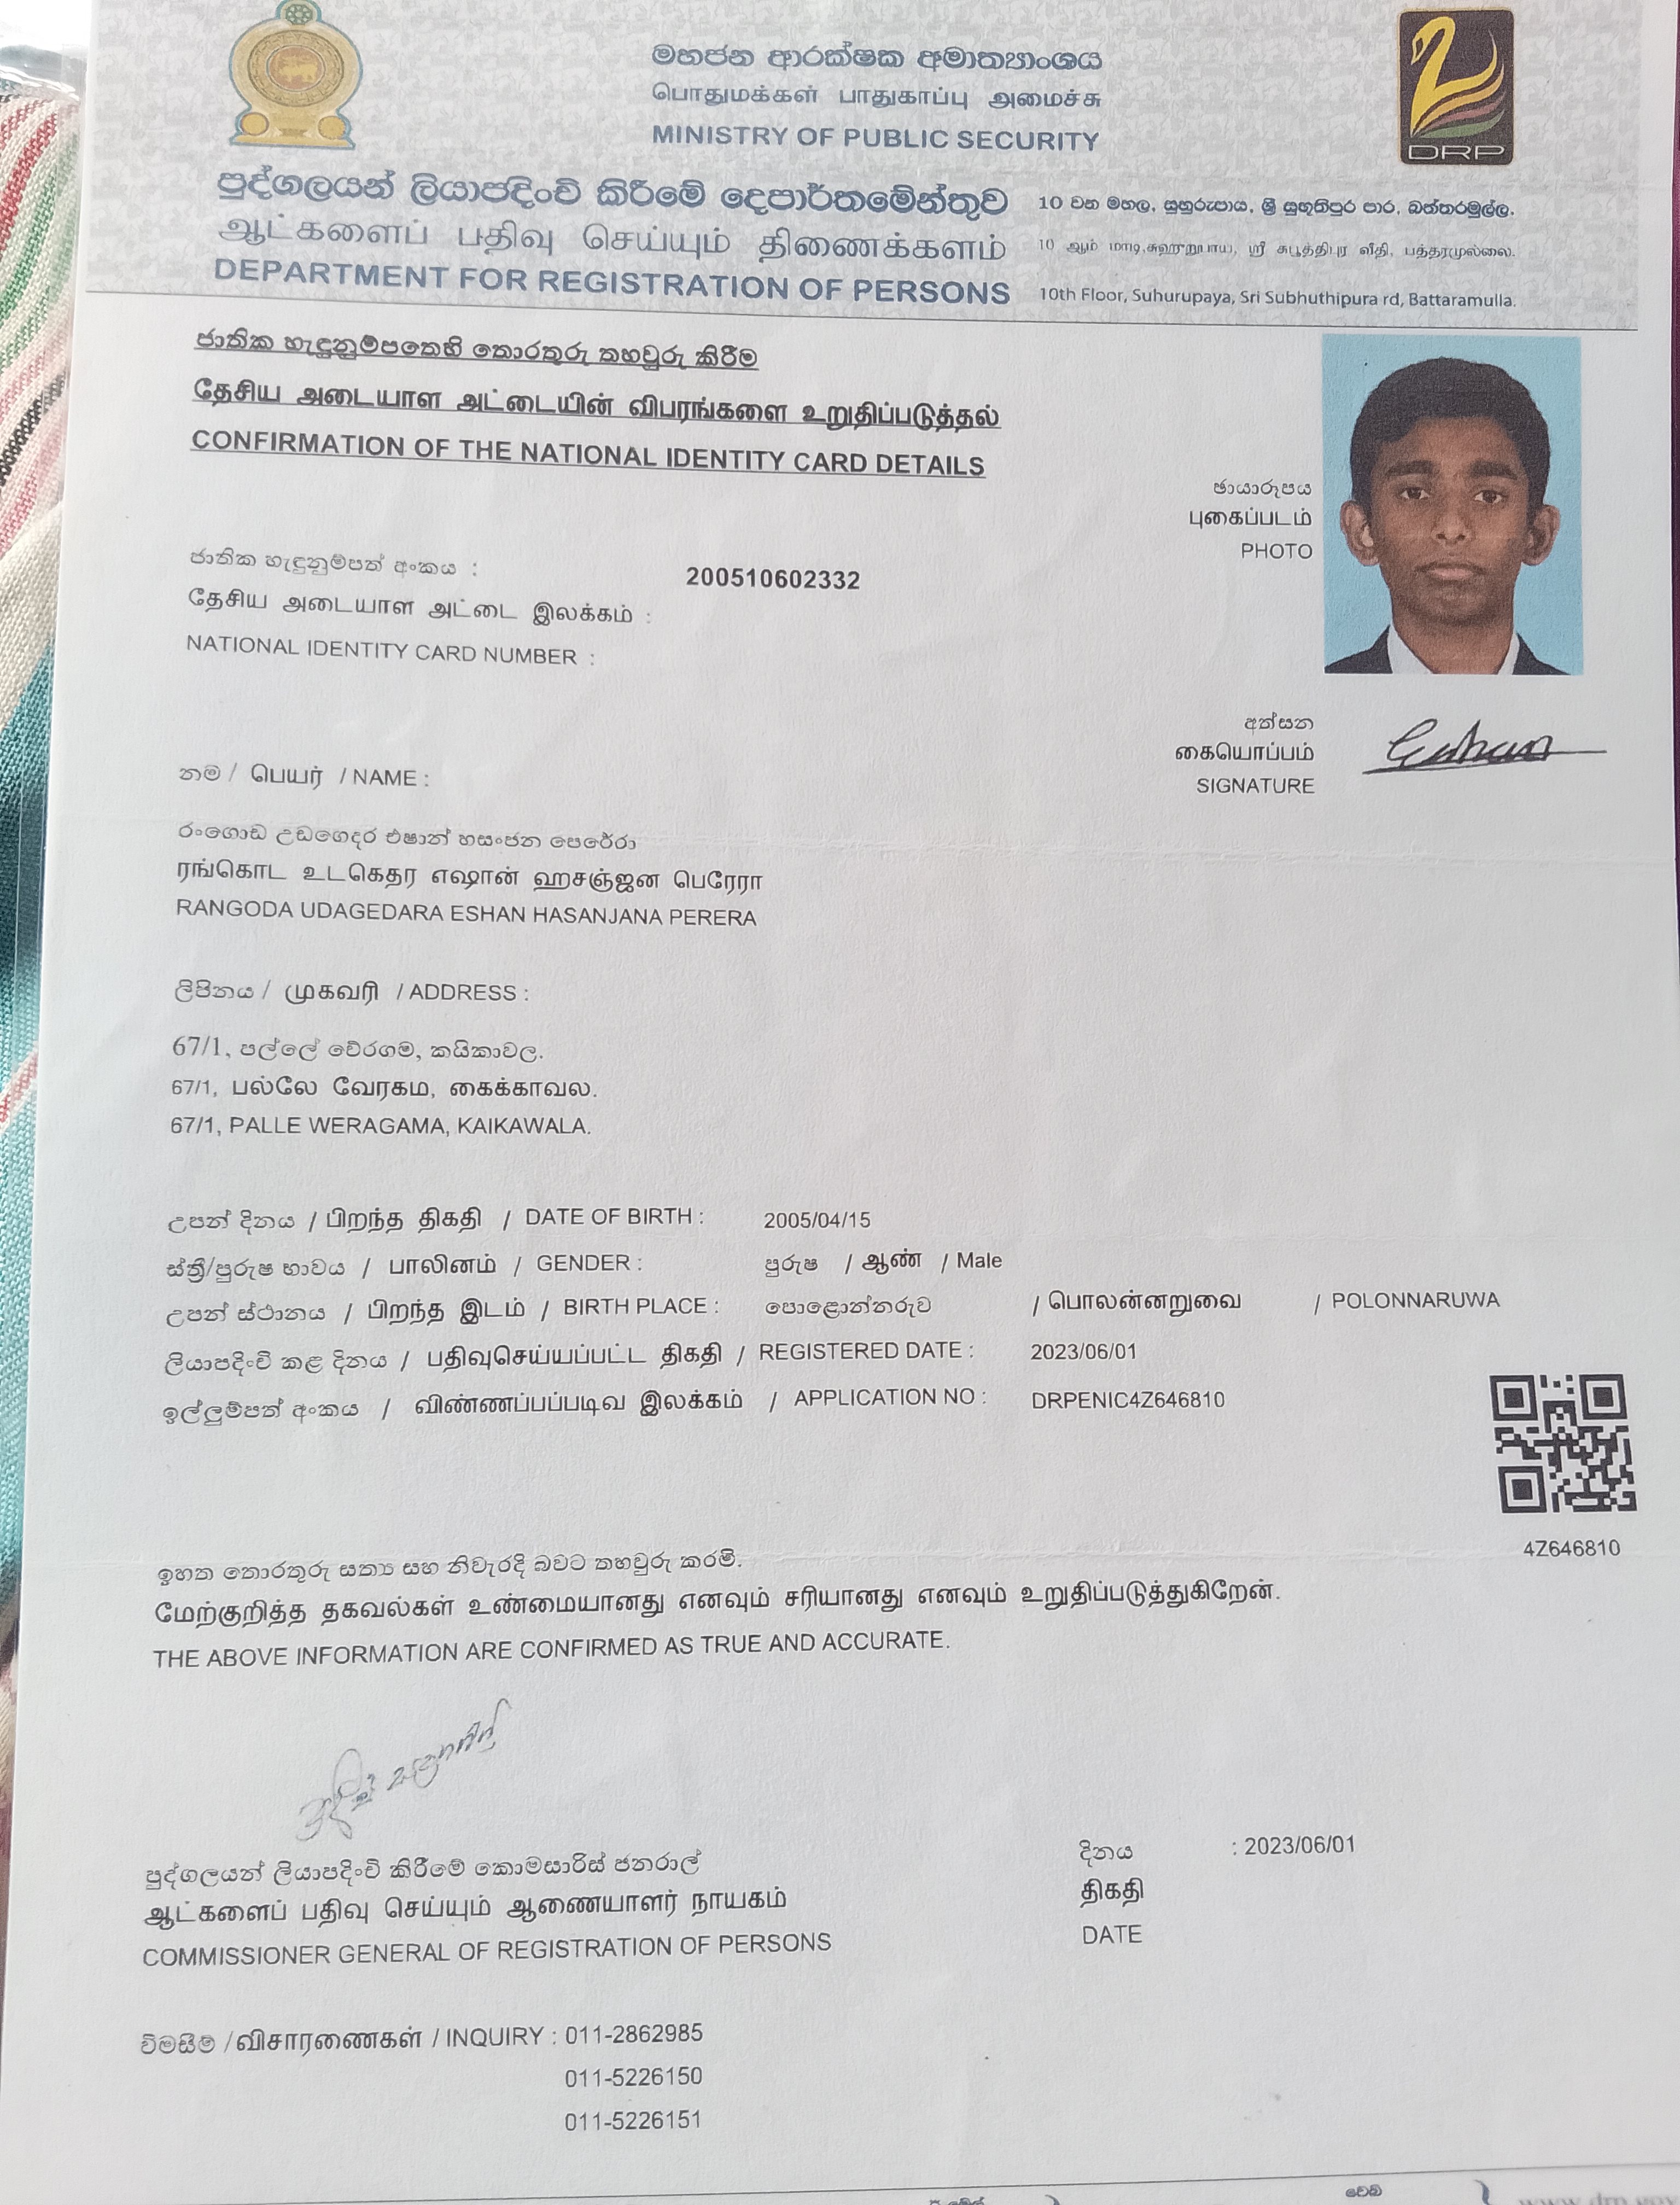 මහජන ආරක්ෂක අමාත්‍යාංශය
பொதுமக்கள் பாதுகாப்பு அமைச்சு
MINISTRY OF PUBLIC SECURITY
DRP
පුද්ගලයන් ලියාපදිංචි කිරීමේ දෙපාර්තමේන්තුව
ஆட்களைப் பதிவு செய்யும் திணைக்களம்
DEPARTMENT FOR REGISTRATION OF PERSONS
10 වන මහල, සුහුරුපාය, ශ්‍රී සුභූතිපුර පාර, බත්තරමුල්ල.
10 ஆம் மாடி,சுஹுறுபாய, ஸ்ரீ சுபூத்திபுர வீதி, பத்தரமுல்லை.
10th Floor, Suhurupaya, Sri Subhuthipura rd, Battaramulla.
ජාතික හැඳුනුම්පතෙහි තොරතුරු තහවුරු කිරීම
தேசிய அடையாள அட்டையின் விபரங்களை உறுதிப்படுத்தல்
CONFIRMATION OF THE NATIONAL IDENTITY CARD DETAILS
ඡායාරූපය
புகைப்படம்
PHOTO
ජාතික හැඳුනුම්පත් අංකය :
தேசிய அடையாள அட்டை இலக்கம் :
NATIONAL IDENTITY CARD NUMBER :
200510602332
අත්සන
கையொப்பம்
SIGNATURE
නම / பெயர் / NAME :
රංගොඩ උඩගෙදර එෂාන් හසංජන පෙරේරා
ரங்கொட உடகெதர எஷான் ஹசஞ்ஜன பெரேரா
RANGODA UDAGEDARA ESHAN HASANJANA PERERA
ලිපිනය / முகவரி / ADDRESS :
67/1, පල්ලේ වේරගම, කයිකාවල.
67/1, பல்லே வேரகம, கைக்காவல.
67/1, PALLE WERAGAMA, KAIKAWALA.
උපන් දිනය / பிறந்த திகதி / DATE OF BIRTH : 2005/04/15
ස්ත්‍රී/පුරුෂ භාවය / பாலினம் / GENDER : පුරුෂ / ஆண் / Male
උපන් ස්ථානය / பிறந்த இடம் / BIRTH PLACE : පොළොන්නරුව / பொலன்னறுவை / POLONNARUWA
ලියාපදිංචි කළ දිනය / பதிவுசெய்யப்பட்ட திகதி / REGISTERED DATE : 2023/06/01
ඉල්ලුම්පත් අංකය / விண்ணப்பப்படிவ இலக்கம் / APPLICATION NO : DRPENIC4Z646810
4Z646810
ඉහත තොරතුරු සත්‍ය සහ නිවැරදි බවට තහවුරු කරමි.
மேற்குறித்த தகவல்கள் உண்மையானது எனவும் சரியானது எனவும் உறுதிப்படுத்துகிறேன்.
THE ABOVE INFORMATION ARE CONFIRMED AS TRUE AND ACCURATE.
පුද්ගලයන් ලියාපදිංචි කිරීමේ කොමසාරිස් ජනරාල්
ஆட்களைப் பதிவு செய்யும் ஆணையாளர் நாயகம்
COMMISSIONER GENERAL OF REGISTRATION OF PERSONS
දිනය : 2023/06/01
திகதி
DATE
විමසීම් / விசாரணைகள் / INQUIRY : 011-2862985
011-5226150
011-5226151
වෙබ්